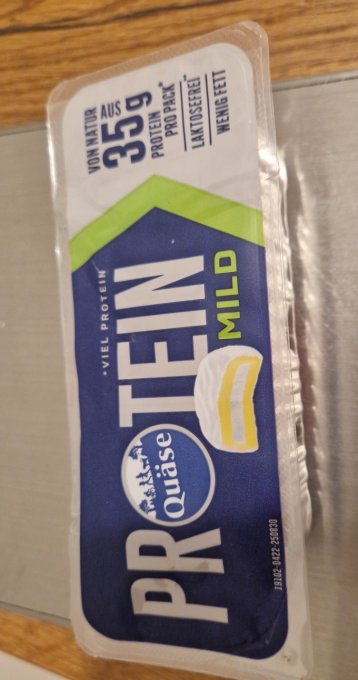 VON NATUR
AUS
35g
PROTEIN
PRO PACK*
LAKTOSEFREI**
WENIG FETT
• VIEL PROTEIN
PROTEIN
Quäse
MILD
19102-0422-250830